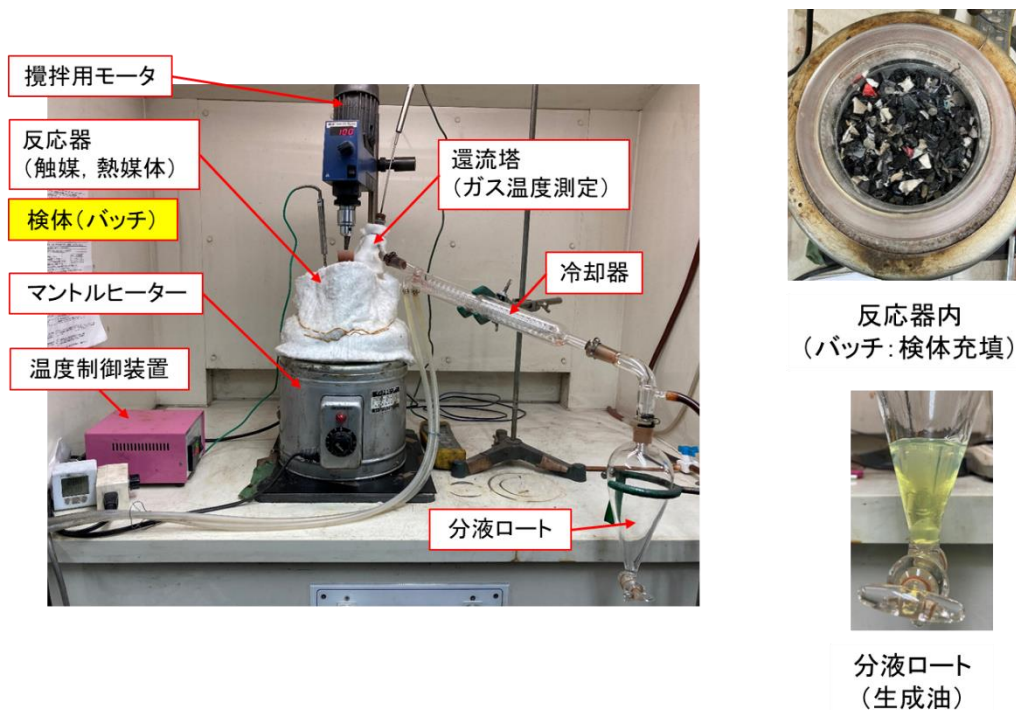 攪拌用モータ
反応器
(触媒, 熱媒体)
検体(バッチ)
マントルヒーター
温度制御装置
還流塔
(ガス温度測定)
冷却器
分液ロート
反応器内
(バッチ:検体充填)
分液ロート
(生成油)